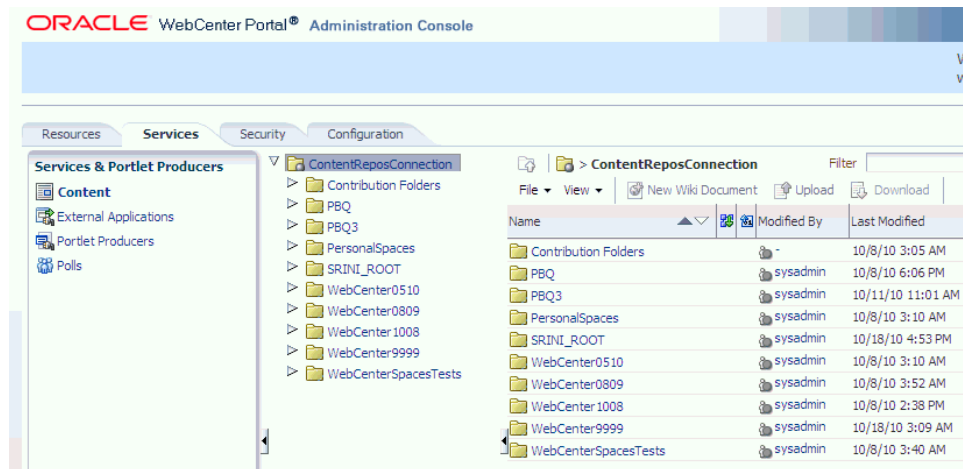 ORACLE WebCenter Portal® Administration Console
Resources
Services
Security
Configuration
Services & Portlet Producers
Content
External Applications
Portlet Producers
Polls
ContentReposConnection
Contribution Folders
PBQ
PBQ3
PersonalSpaces
SRINI_ROOT
WebCenter0510
WebCenter0809
WebCenter1008
WebCenter9999
WebCenterSpacesTests
> ContentReposConnection Filter
File View New Wiki Document Upload Download
Name Modified By Last Modified
Contribution Folders - 10/8/10 3:05 AM
PBQ sysadmin 10/8/10 6:06 PM
PBQ3 sysadmin 10/11/10 11:01 AM
PersonalSpaces sysadmin 10/8/10 3:10 AM
SRINI_ROOT sysadmin 10/18/10 4:53 PM
WebCenter0510 sysadmin 10/8/10 3:10 AM
WebCenter0809 sysadmin 10/8/10 3:52 AM
WebCenter1008 sysadmin 10/8/10 2:38 PM
WebCenter9999 sysadmin 10/18/10 3:09 AM
WebCenterSpacesTests sysadmin 10/8/10 3:40 AM